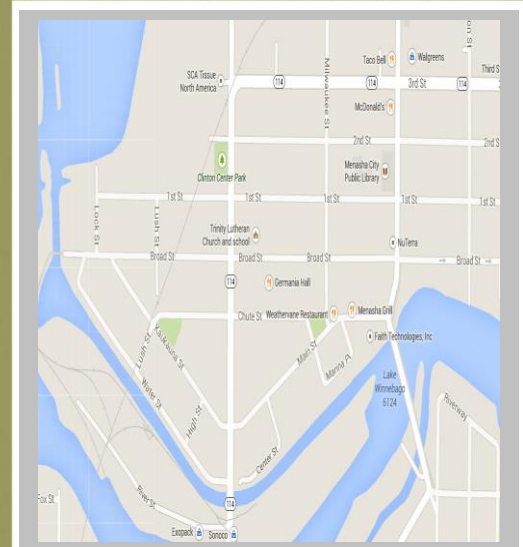 on St
Taco Bell
Walgreens
Third S
SCA Tissue
North America
114
114
3rd St
114
Milwaukee St
McDonald's
2nd St
2nd S
Clinton Center Park
Menasha City
Public Library
1st St
1st St
1st St
1st St
1st St
Lock St
Lush St
Trinity Lutheran
Church and school
NuTerra
Broad St
Broad St
Broad St
Broad St
114
Germania Hall
Weathervane Restaurant
Menasha Grill
Chute St
Faith Technologies, Inc
Lush St
Kaukauna St
Main St
Marina Pl
Lake
Winnebago
6124
Water St
High St
Riverway
Center St
River St
Fox St
114
Exopack
Sonoco